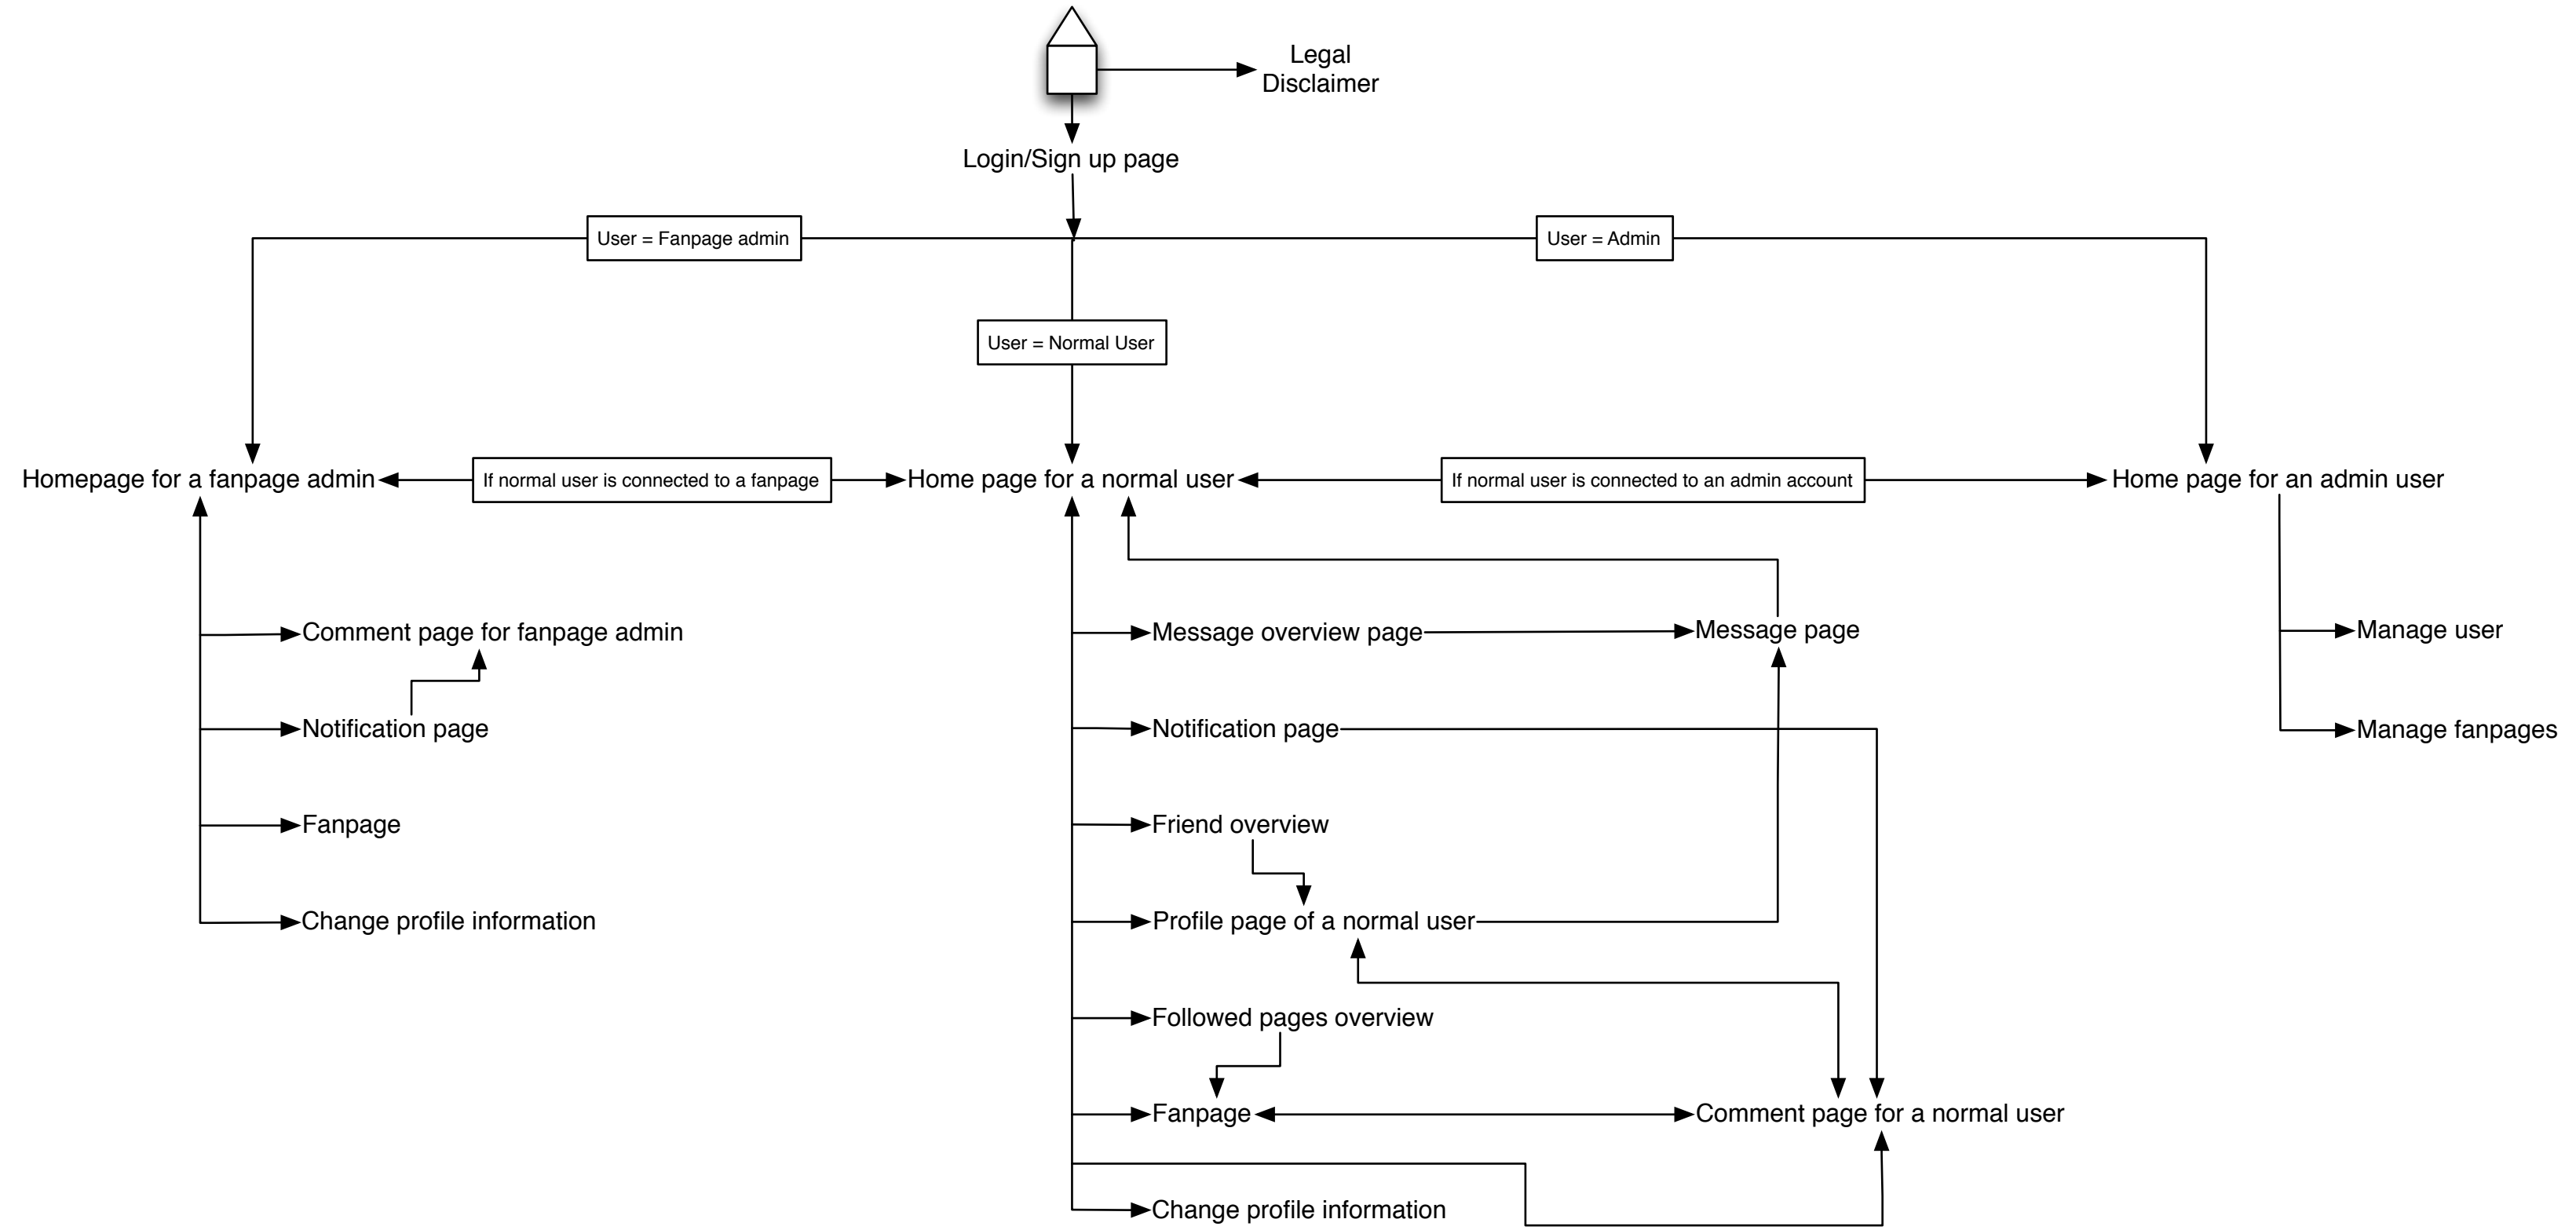 Legal
Disclaimer
Login/Sign up page
User = Fanpage admin
User = Admin
User = Normal User
Homepage for a fanpage admin
If normal user is connected to a fanpage
Home page for a normal user
If normal user is connected to an admin account
Home page for an admin user
Comment page for fanpage admin
Message overview page
Message page
Manage user
Notification page
Notification page
Manage fanpages
Fanpage
Friend overview
Change profile information
Profile page of a normal user
Followed pages overview
Fanpage
Comment page for a normal user
Change profile information